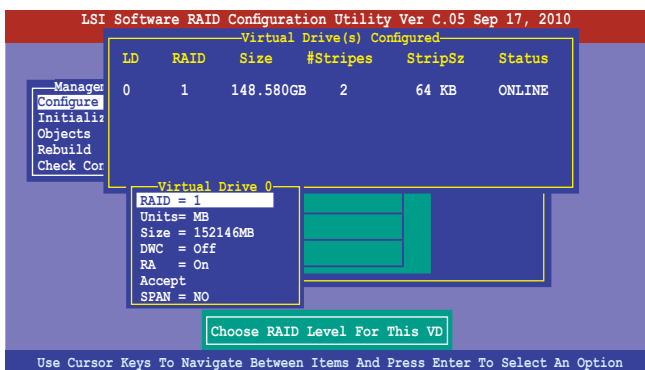 LSI Software RAID Configuration Utility Ver C.05 Sep 17, 2010
Virtual Drive(s) Configured
LD RAID Size #Stripes StripSz Status
0 1 148.580GB 2 64 KB ONLINE
Managem
Configure
Initializ
Objects
Rebuild
Check Con
Virtual Drive 0
RAID = 1
Units= MB
Size = 152146MB
DWC = Off
RA = On
Accept
SPAN = NO
Choose RAID Level For This VD
Use Cursor Keys To Navigate Between Items And Press Enter To Select An Option